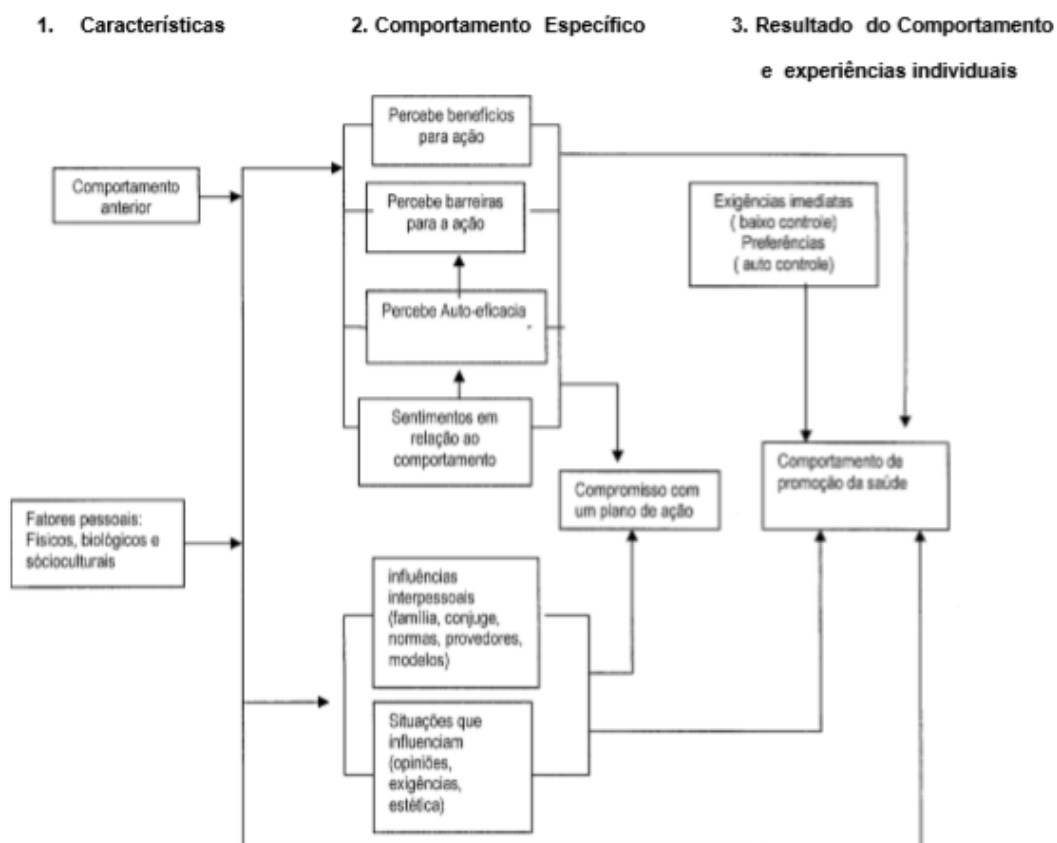 1. Características
2. Comportamento Específico
3. Resultado do Comportamento
e experiências individuais
Comportamento
anterior
Fatores pessoais:
Físicos, biológicos e
sócioculturais
Percebe benefícios
para ação
Percebe barreiras
para a ação
Percebe Auto-eficacia
Sentimentos em
relação ao
comportamento
influências
interpessoais
(família, conjuge,
normas, provedores,
modelos)
Situações que
influenciam
(opiniões,
exigências,
estética)
Compromisso com
um plano de ação
Exigências imediatas
( baixo controle)
Preferências
( auto controle)
Comportamento de
promoção da saúde